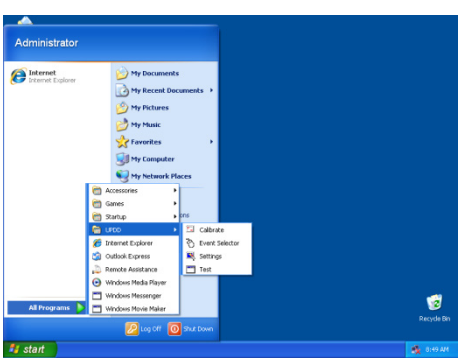 Administrator
Internet
Internet Explorer
My Documents
My Recent Documents
My Pictures
My Music
Favorites
My Computer
My Network Places
Accessories
Games
Startup
UPDD
Internet Explorer
Outlook Express
Remote Assistance
Windows Media Player
Windows Messenger
Windows Movie Maker
Calibrate
Event Selector
Settings
Test
All Programs
Log Off
Shut Down
Recycle Bin
start
8:49 AM